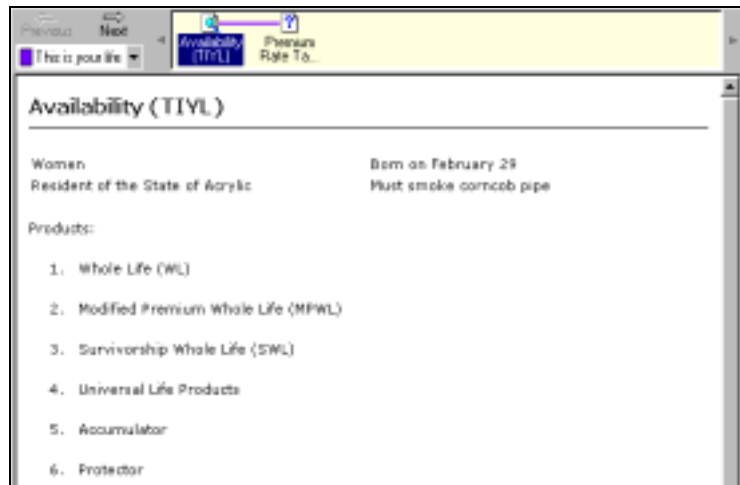 Previous Next
This is your life
Availability (TIYL)
Premium Rate Ta...
Availability (TIYL)
Women Born on February 29
Resident of the State of Acrylic Must smoke corncob pipe
Products:
1. Whole Life (WL)
2. Modified Premium Whole Life (MPWL)
3. Survivorship Whole Life (SWL)
4. Universal Life Products
5. Accumulator
6. Protector